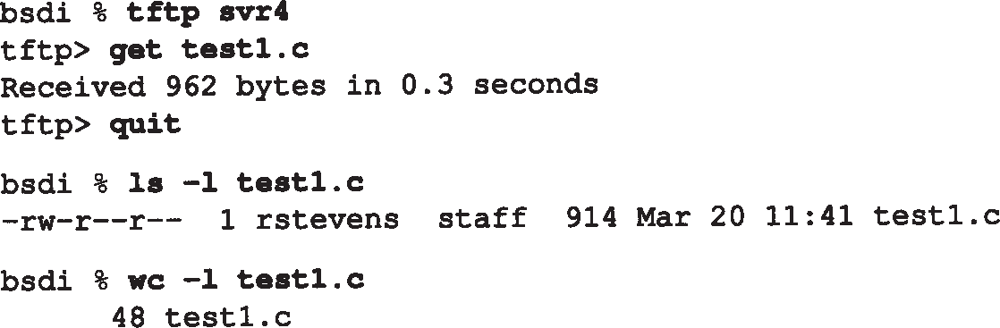 bsdi % tftp svr4
tftp> get test1.c
Received 962 bytes in 0.3 seconds
tftp> quit
bsdi % ls -l test1.c
-rw-r--r-- 1 rstevens staff 914 Mar 20 11:41 test1.c
bsdi % wc -l test1.c
48 test1.c